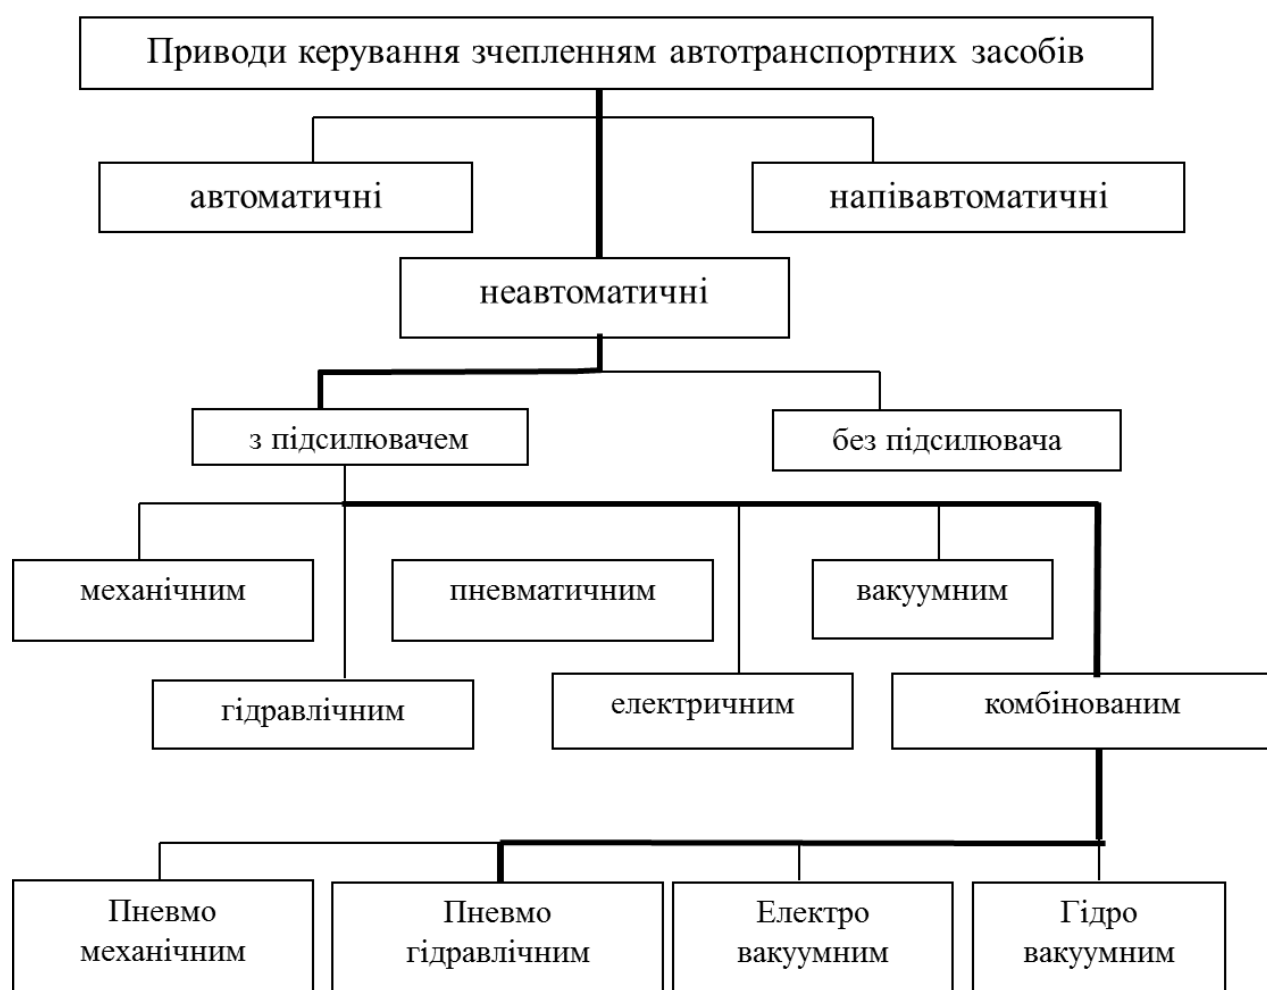 Приводи керування зчепленням автотранспортних засобів
автоматичні
напівавтоматичні
неавтоматичні
з підсилювачем
без підсилювача
механічним
пневматичним
вакуумним
гідравлічним
електричним
комбінованим
Пневмо
механічним
Пневмо
гідравлічним
Електро
вакуумним
Гідро
вакуумним